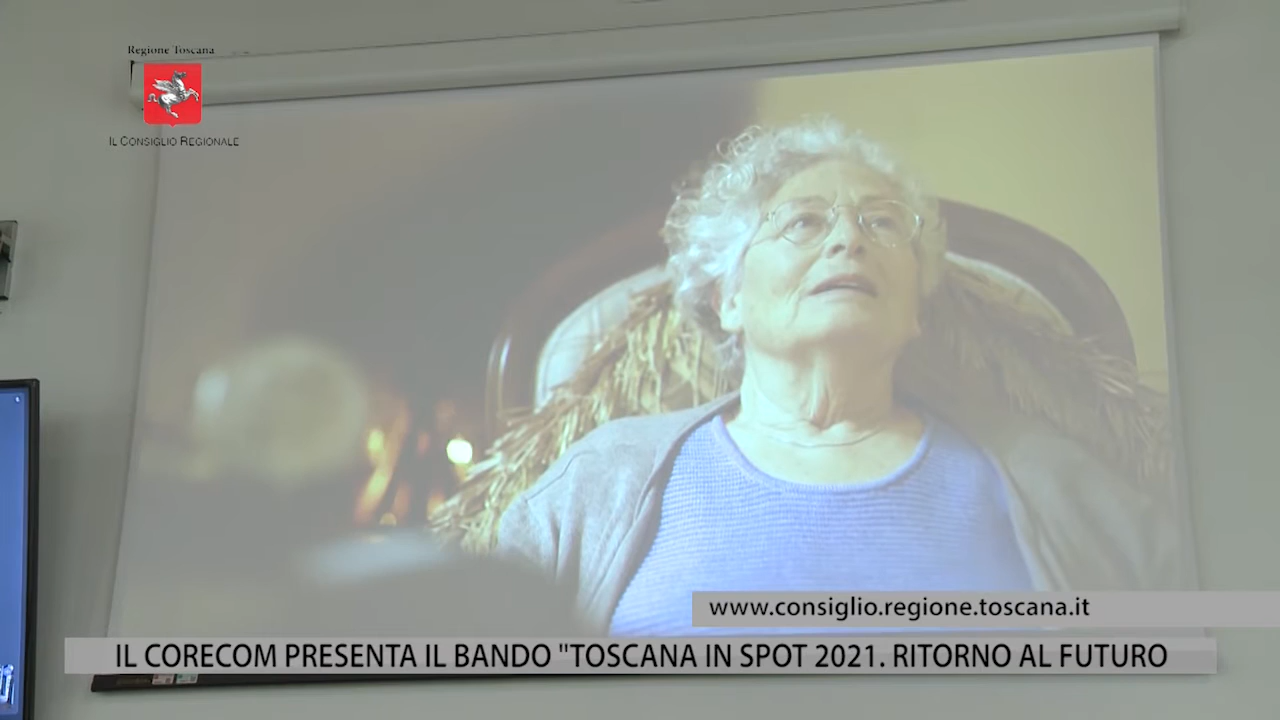 Regione Toscana
IL CONSIGLIO REGIONALE
www.consiglio.regione.toscana.it
IL CORECOM PRESENTA IL BANDO "TOSCANA IN SPOT 2021. RITORNO AL FUTURO